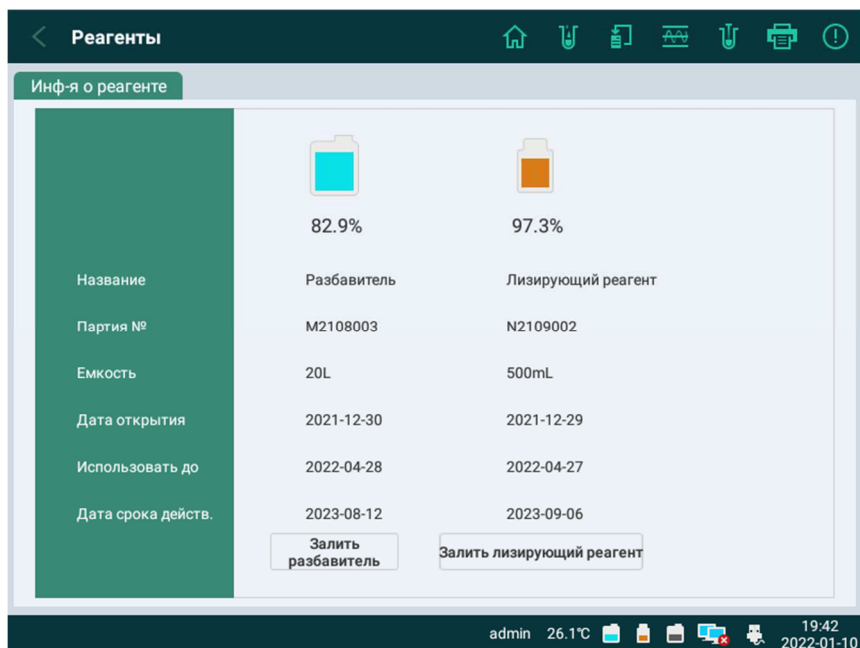 Реагенты
Инф-я о реагенте
82.9% 97.3%
Название Разбавитель Лизирующий реагент
Партия № M2108003 N2109002
Емкость 20L 500mL
Дата открытия 2021-12-30 2021-12-29
Использовать до 2022-04-28 2022-04-27
Дата срока действ. 2023-08-12 2023-09-06
Залить
разбавитель
Залить лизирующий реагент
admin 26.1℃ 19:42
2022-01-10